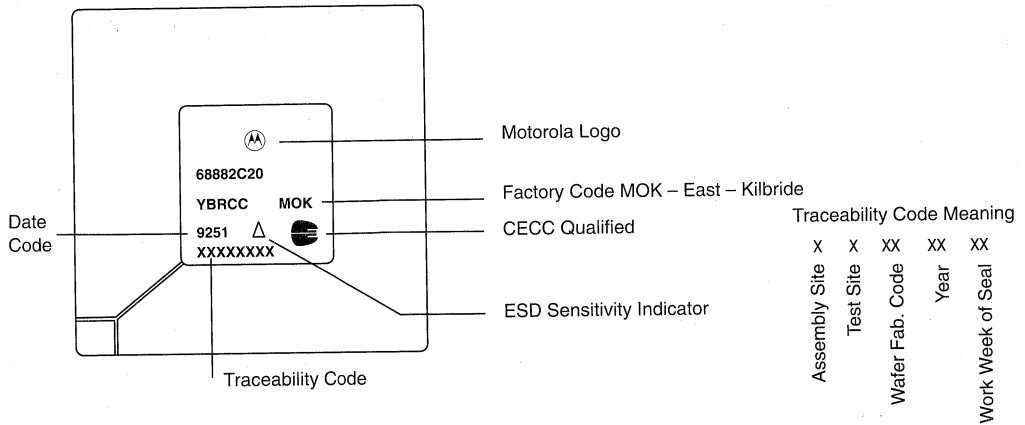 Motorola Logo
68882C20
YBRCC MOK
Factory Code MOK – East – Kilbride
Date
Code
9251
CECC Qualified
XXXXXXXX
ESD Sensitivity Indicator
Traceability Code
Traceability Code Meaning
X X XX XX XX
Assembly Site
Test Site
Wafer Fab. Code
Year
Work Week of Seal